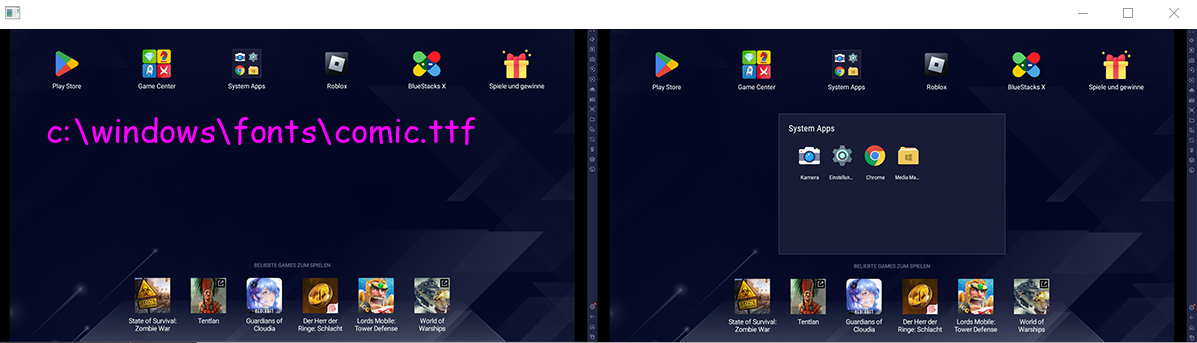 Play Store
Game Center
System Apps
Roblox
BlueStacks X
Spiele und gewinne
c:\windows\fonts\comic.ttf
BELIEBTE GAMES ZUM SPIELEN
State of Survival:
Zombie War
Tentlan
Guardians of
Cloudia
Der Herr der
Ringe: Schlacht
Lords Mobile:
Tower Defense
World of
Warships
Play Store
Game Center
System Apps
Roblox
BlueStacks X
Spiele und gewinne
System Apps
Kamera
Einstellun...
Chrome
Media-Ma...
BELIEBTE GAMES ZUM SPIELEN
State of Survival:
Zombie War
Tentlan
Guardians of
Cloudia
Der Herr der
Ringe: Schlacht
Lords Mobile:
Tower Defense
World of
Warships